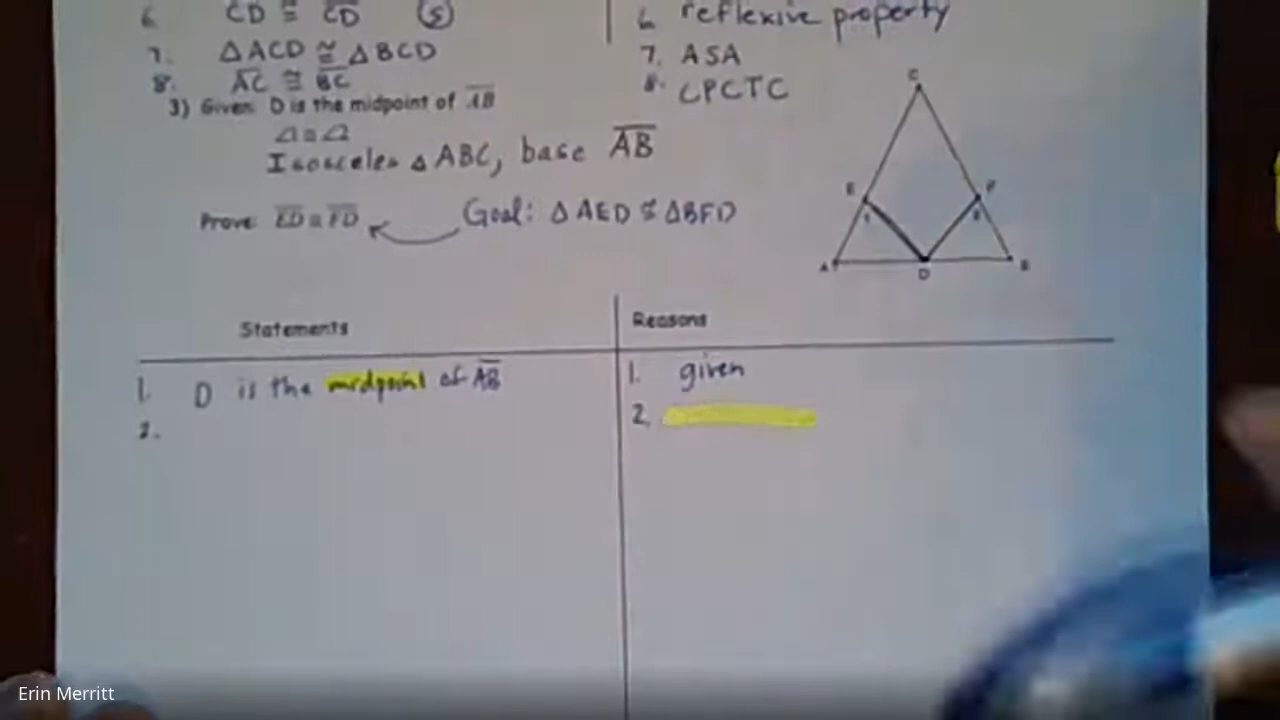 6. CD ≅ CD (S)
6. reflexive property
7. △ACD ≅ △BCD
7. ASA
8. AC ≅ BC
8. CPCTC
3) Given: D is the midpoint of AB
Isosceles △ABC, base AB
Prove: ED ≅ FD
Goal: △AED ≅ △BFD
C
E
F
A
D
B
Statements
Reasons
1. D is the midpoint of AB
1. given
2.
2.
Erin Merritt